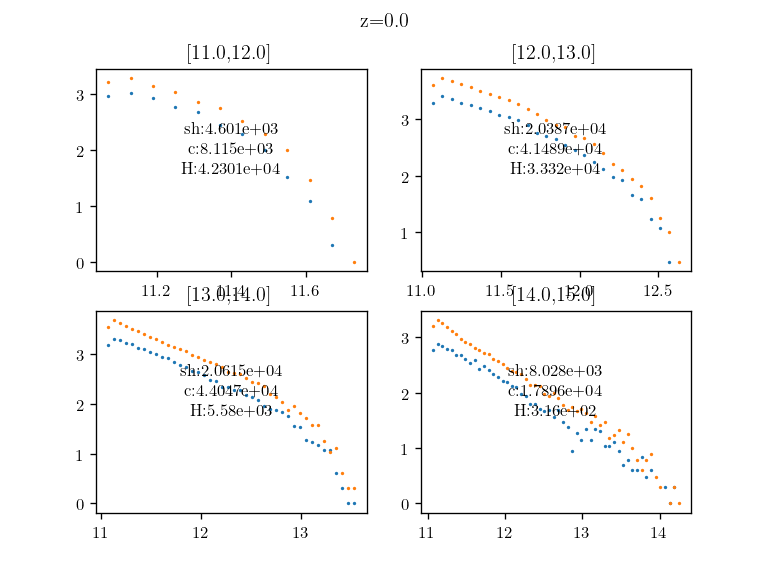 z=0.0
[11.0,12.0]
[12.0,13.0]
3
2
1
0
sh:4.601e+03
c:8.115e+03
H:4.2301e+04
11.2
11.4
11.6
3
2
1
sh:2.0387e+04
c:4.1489e+04
H:3.332e+04
11.0
11.5
12.0
12.5
[13.0,14.0]
[14.0,15.0]
3
2
1
0
sh:2.0615e+04
c:4.4047e+04
H:5.58e+03
11
12
13
3
2
1
0
sh:8.028e+03
c:1.7896e+04
H:3.16e+02
11
12
13
14